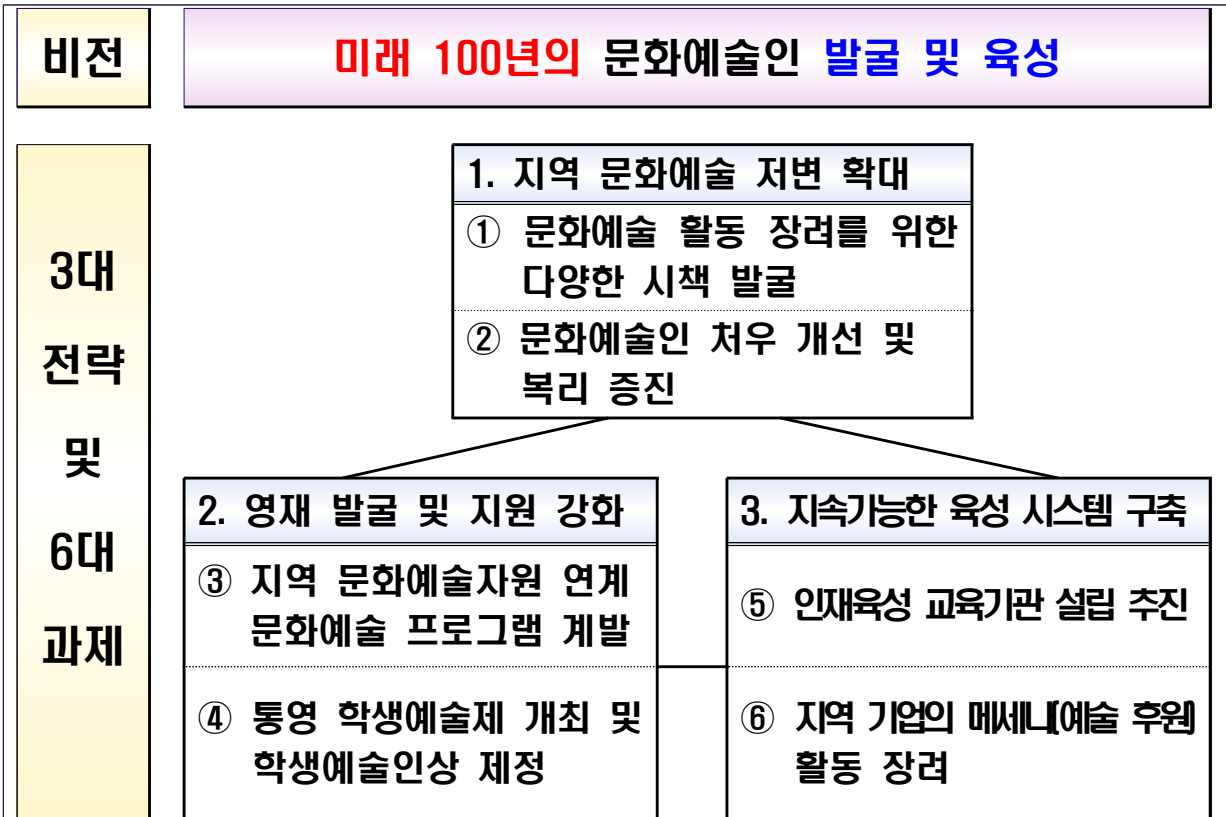 비전
미래 100년의 문화예술인 발굴 및 육성
3대
전략
및
6대
과제
1. 지역 문화예술 저변 확대
① 문화예술 활동 장려를 위한
다양한 시책 발굴
② 문화예술인 처우 개선 및
복리 증진
2. 영재 발굴 및 지원 강화
③ 지역 문화예술자원 연계
문화예술 프로그램 계발
④ 통영 학생예술제 개최 및
학생예술인상 제정
3. 지속가능한 육성 시스템 구축
⑤ 인재육성 교육기관 설립 추진
⑥ 지역 기업의 메세나(예술 후원)
활동 장려